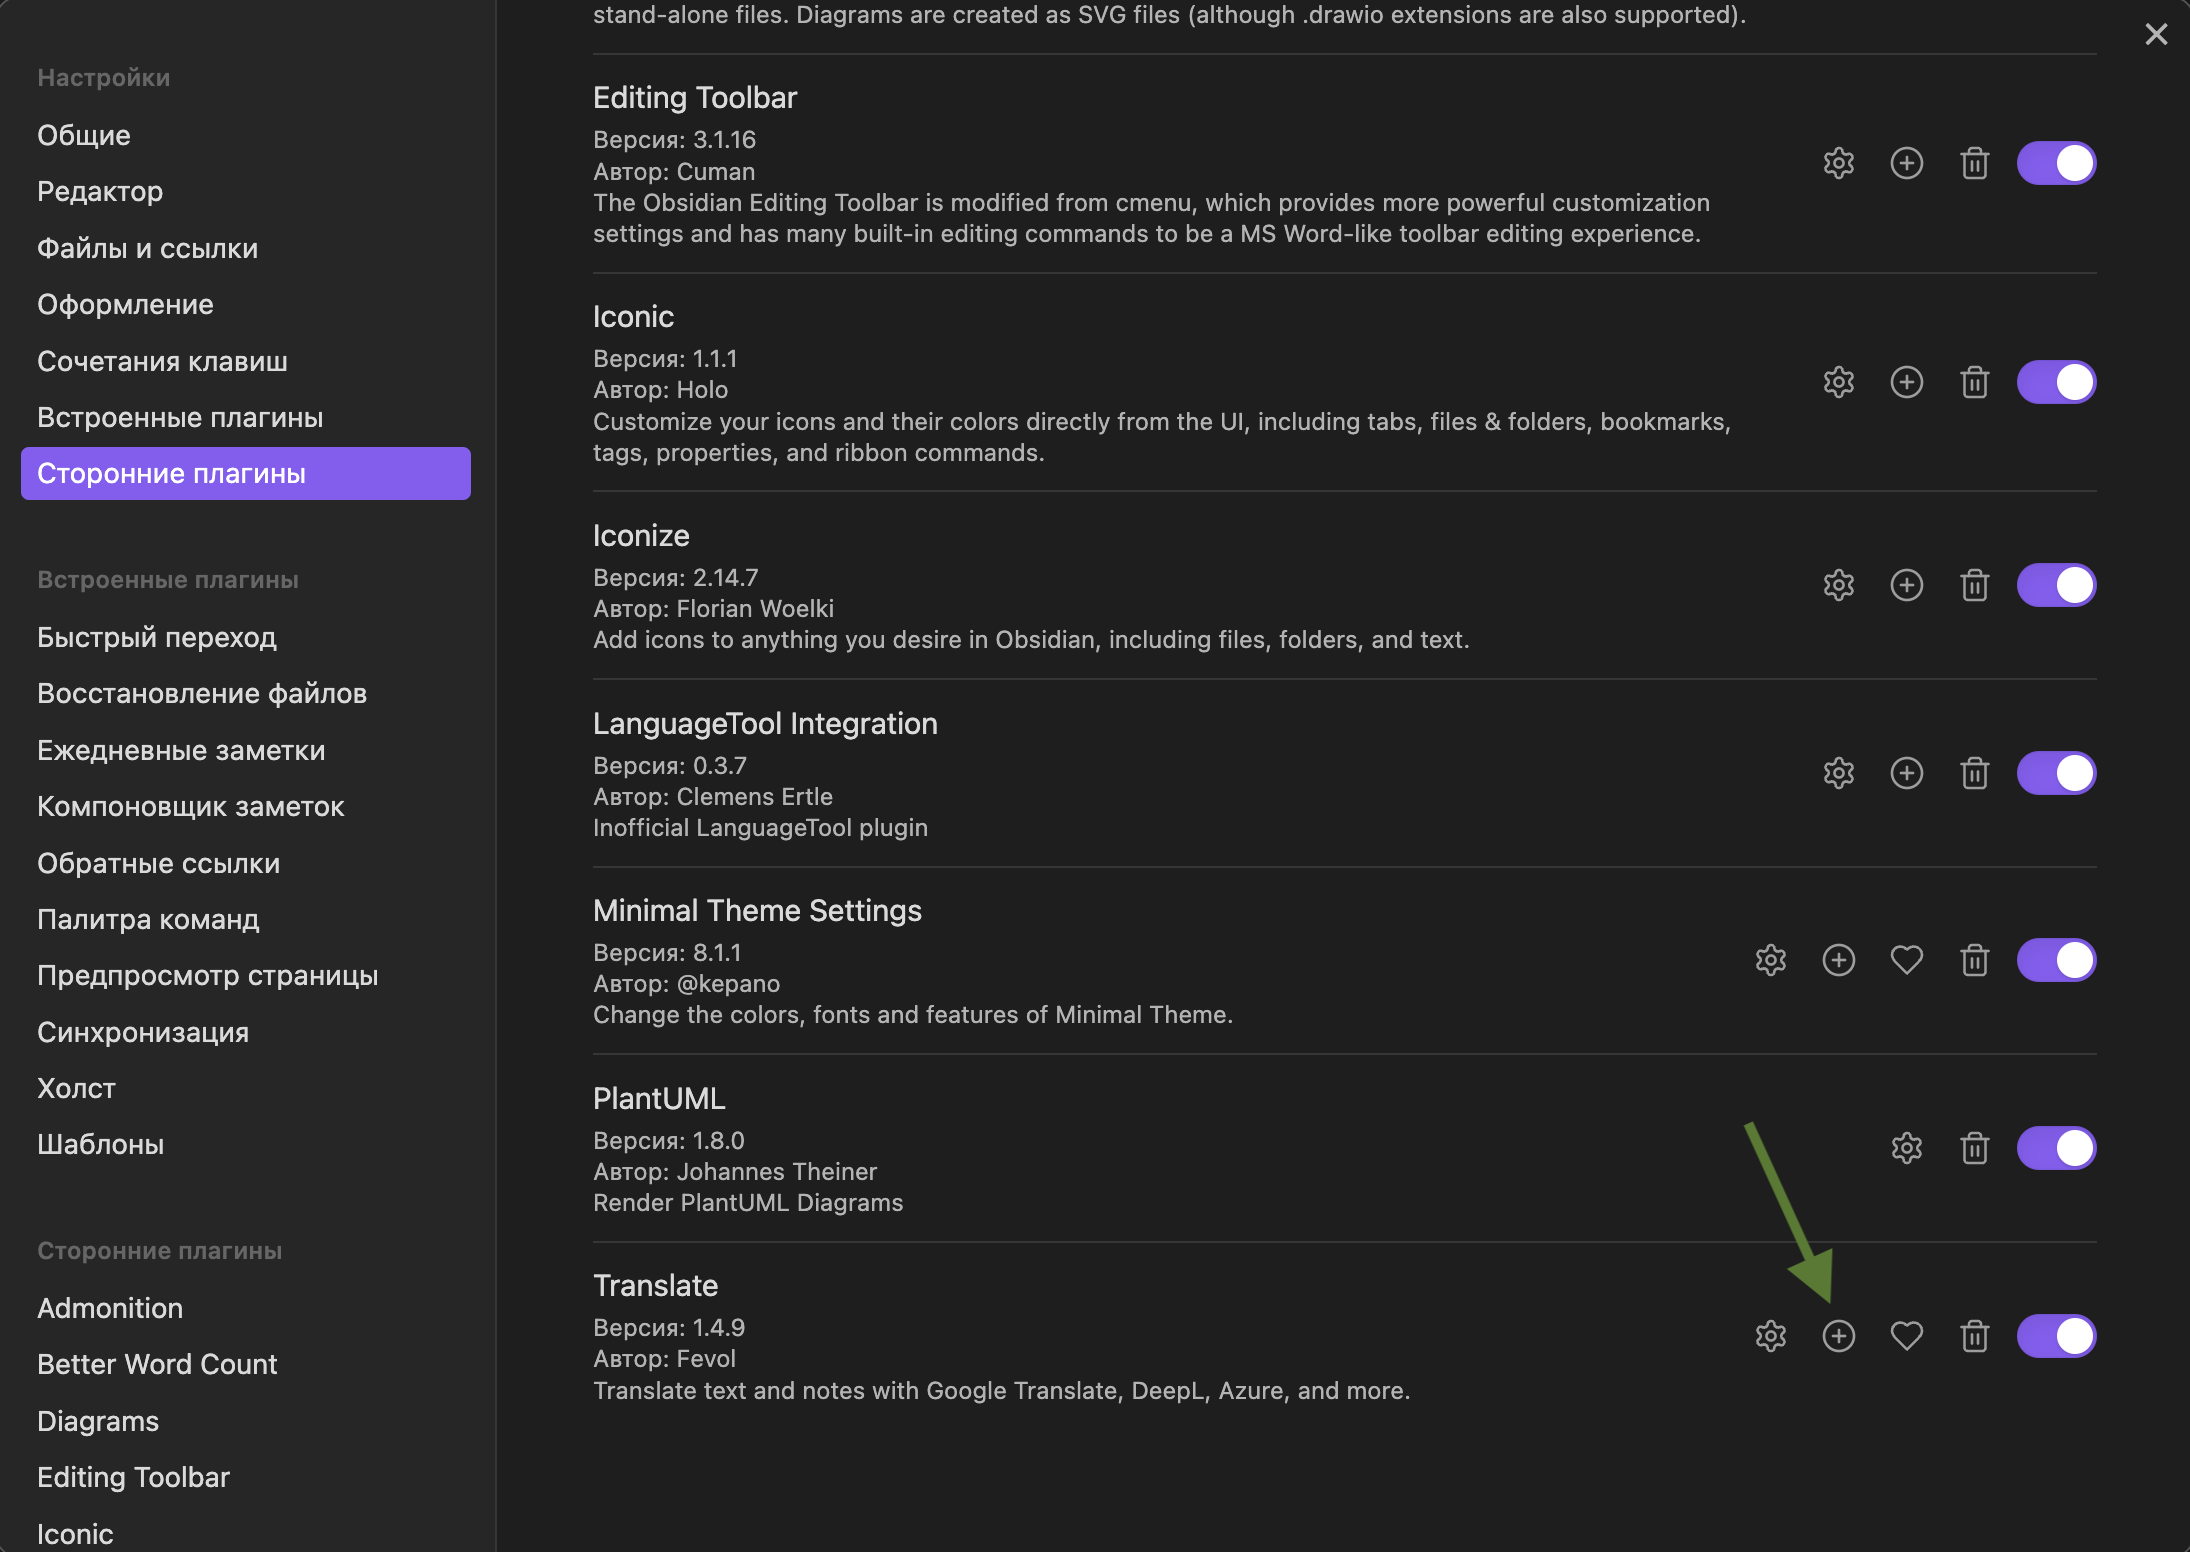 Настройки
Общие
Редактор
Файлы и ссылки
Оформление
Сочетания клавиш
Встроенные плагины
Сторонние плагины
Встроенные плагины
Быстрый переход
Восстановление файлов
Ежедневные заметки
Компоновщик заметок
Обратные ссылки
Палитра команд
Предпросмотр страницы
Синхронизация
Холст
Шаблоны
Сторонние плагины
Admonition
Better Word Count
Diagrams
Editing Toolbar
Iconic
stand-alone files. Diagrams are created as SVG files (although .drawio extensions are also supported).
Editing Toolbar
Версия: 3.1.16
Автор: Cuman
The Obsidian Editing Toolbar is modified from cmenu, which provides more powerful customization
settings and has many built-in editing commands to be a MS Word-like toolbar editing experience.
Iconic
Версия: 1.1.1
Автор: Holo
Customize your icons and their colors directly from the UI, including tabs, files & folders, bookmarks,
tags, properties, and ribbon commands.
Iconize
Версия: 2.14.7
Автор: Florian Woelki
Add icons to anything you desire in Obsidian, including files, folders, and text.
LanguageTool Integration
Версия: 0.3.7
Автор: Clemens Ertle
Inofficial LanguageTool plugin
Minimal Theme Settings
Версия: 8.1.1
Автор: @kepano
Change the colors, fonts and features of Minimal Theme.
PlantUML
Версия: 1.8.0
Автор: Johannes Theiner
Render PlantUML Diagrams
Translate
Версия: 1.4.9
Автор: Fevol
Translate text and notes with Google Translate, DeepL, Azure, and more.